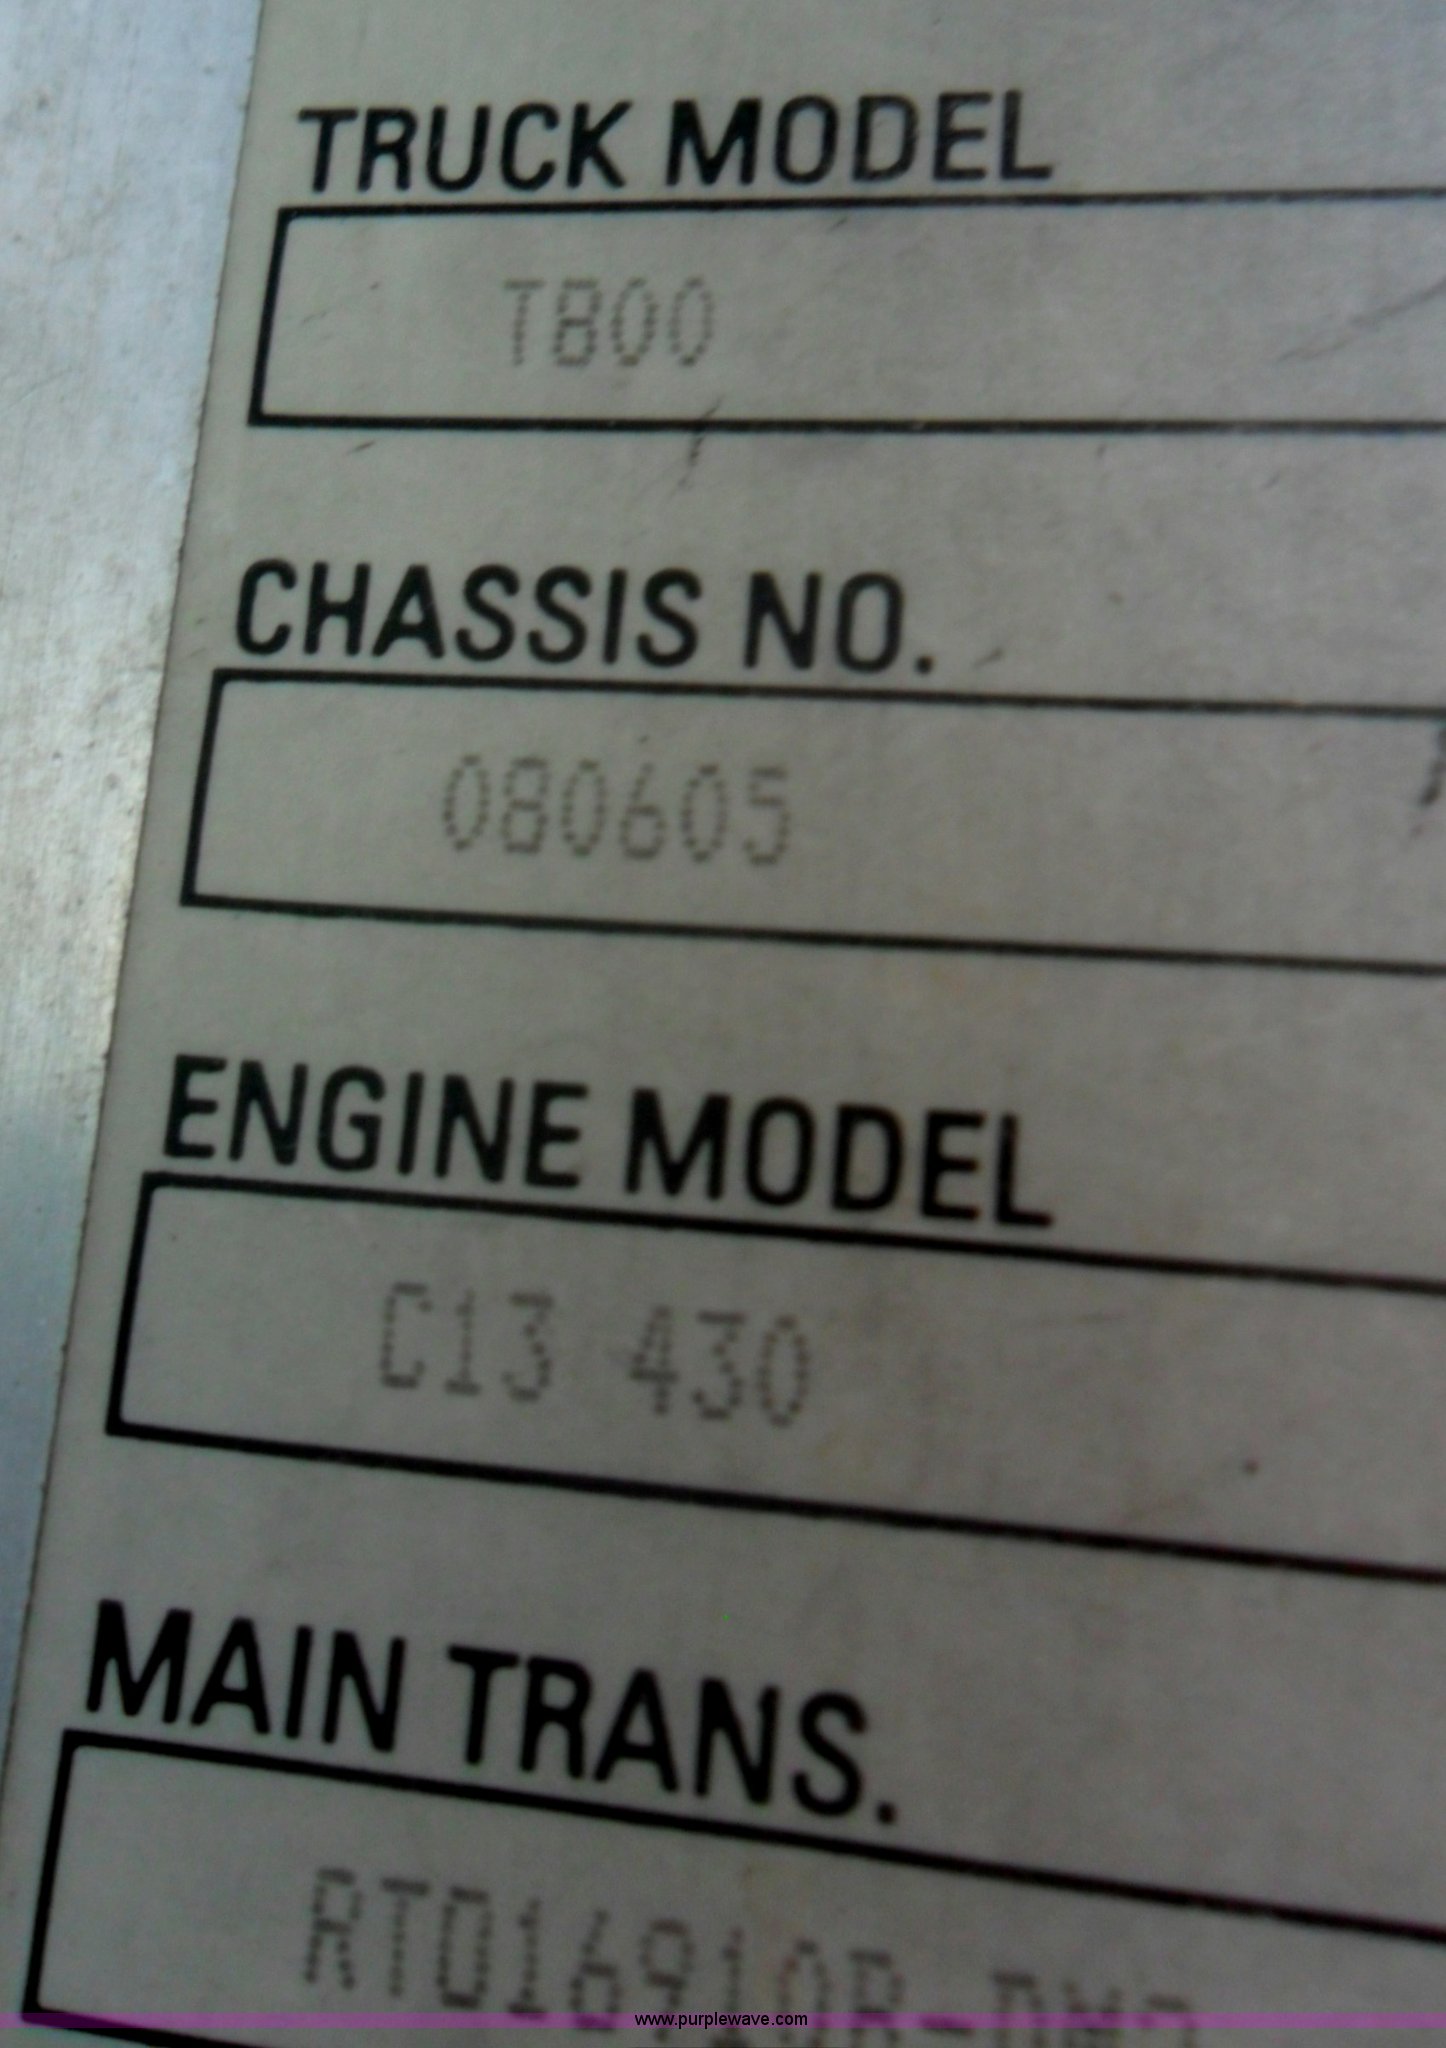 TRUCK MODEL
T800
CHASSIS NO.
080605
ENGINE MODEL
C13 430
MAIN TRANS.
www.purplewave.com